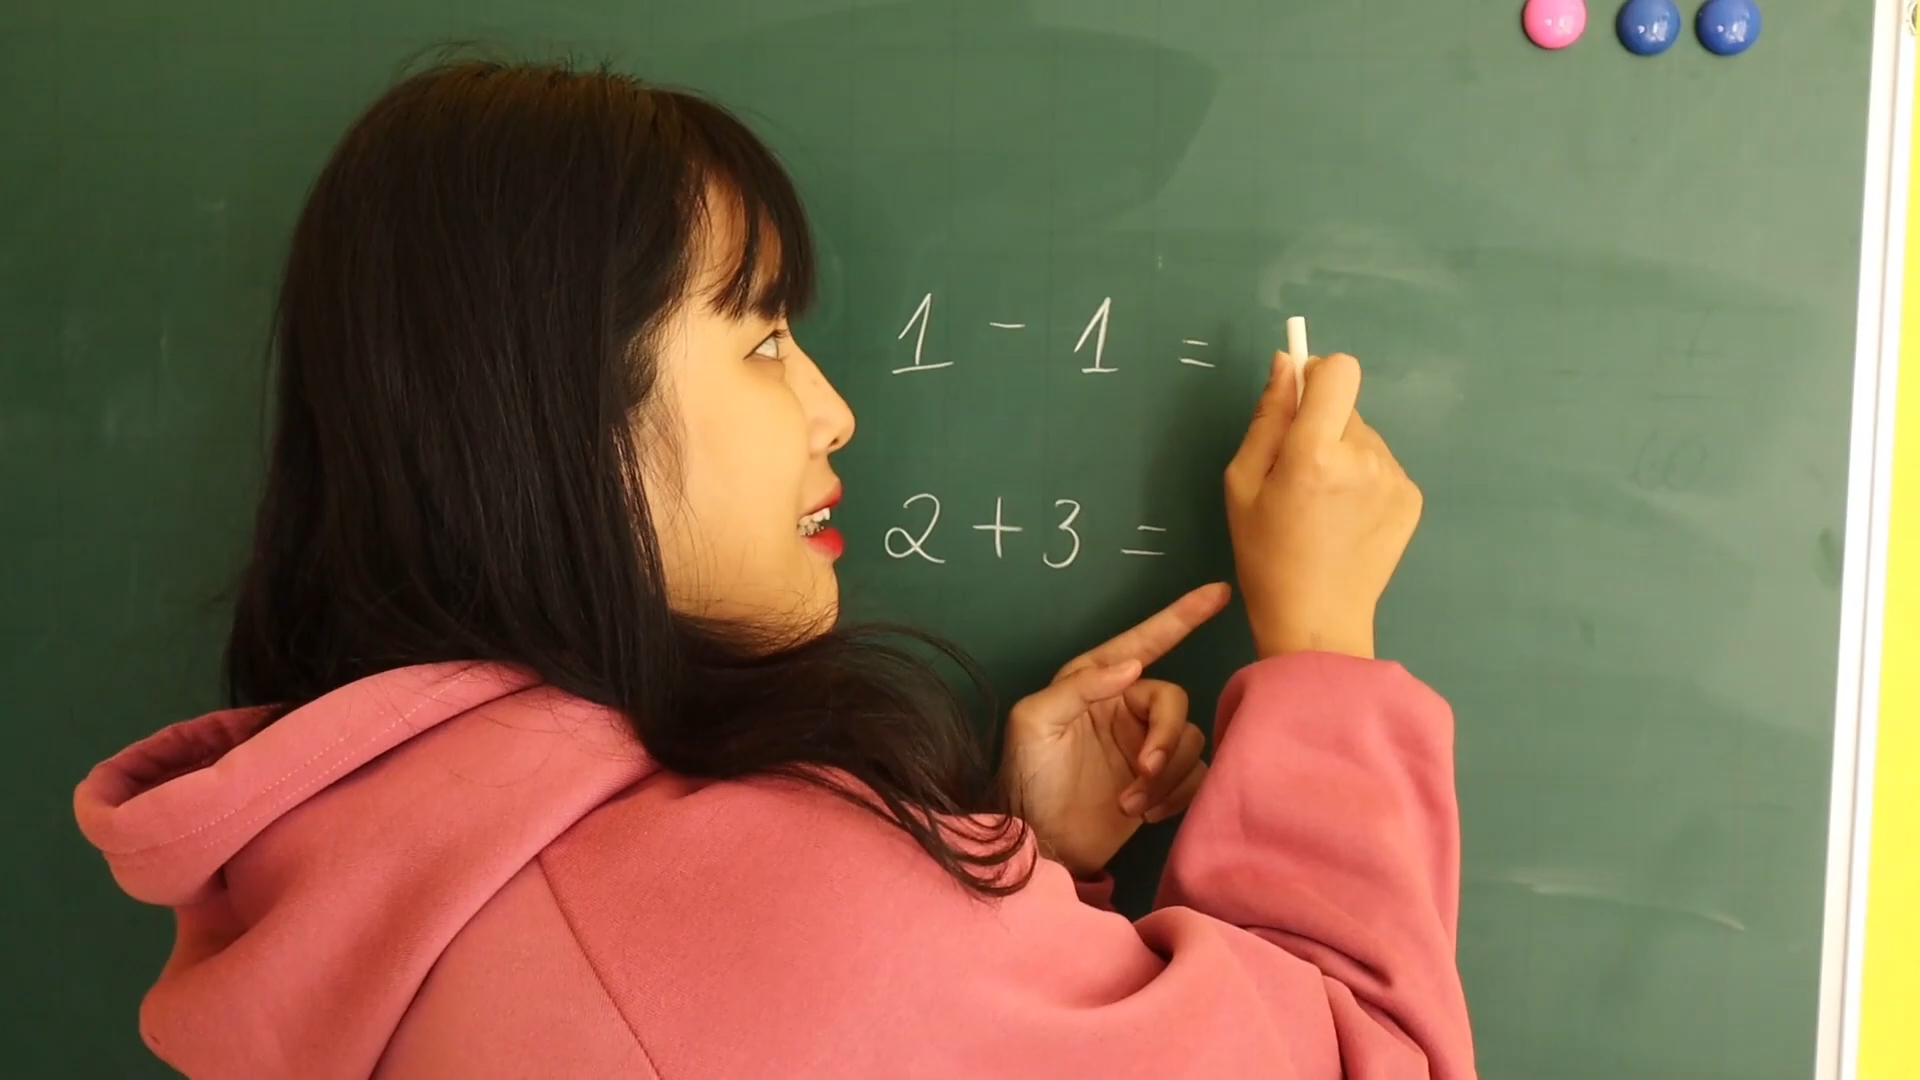 1 - 1 =
2 + 3 =